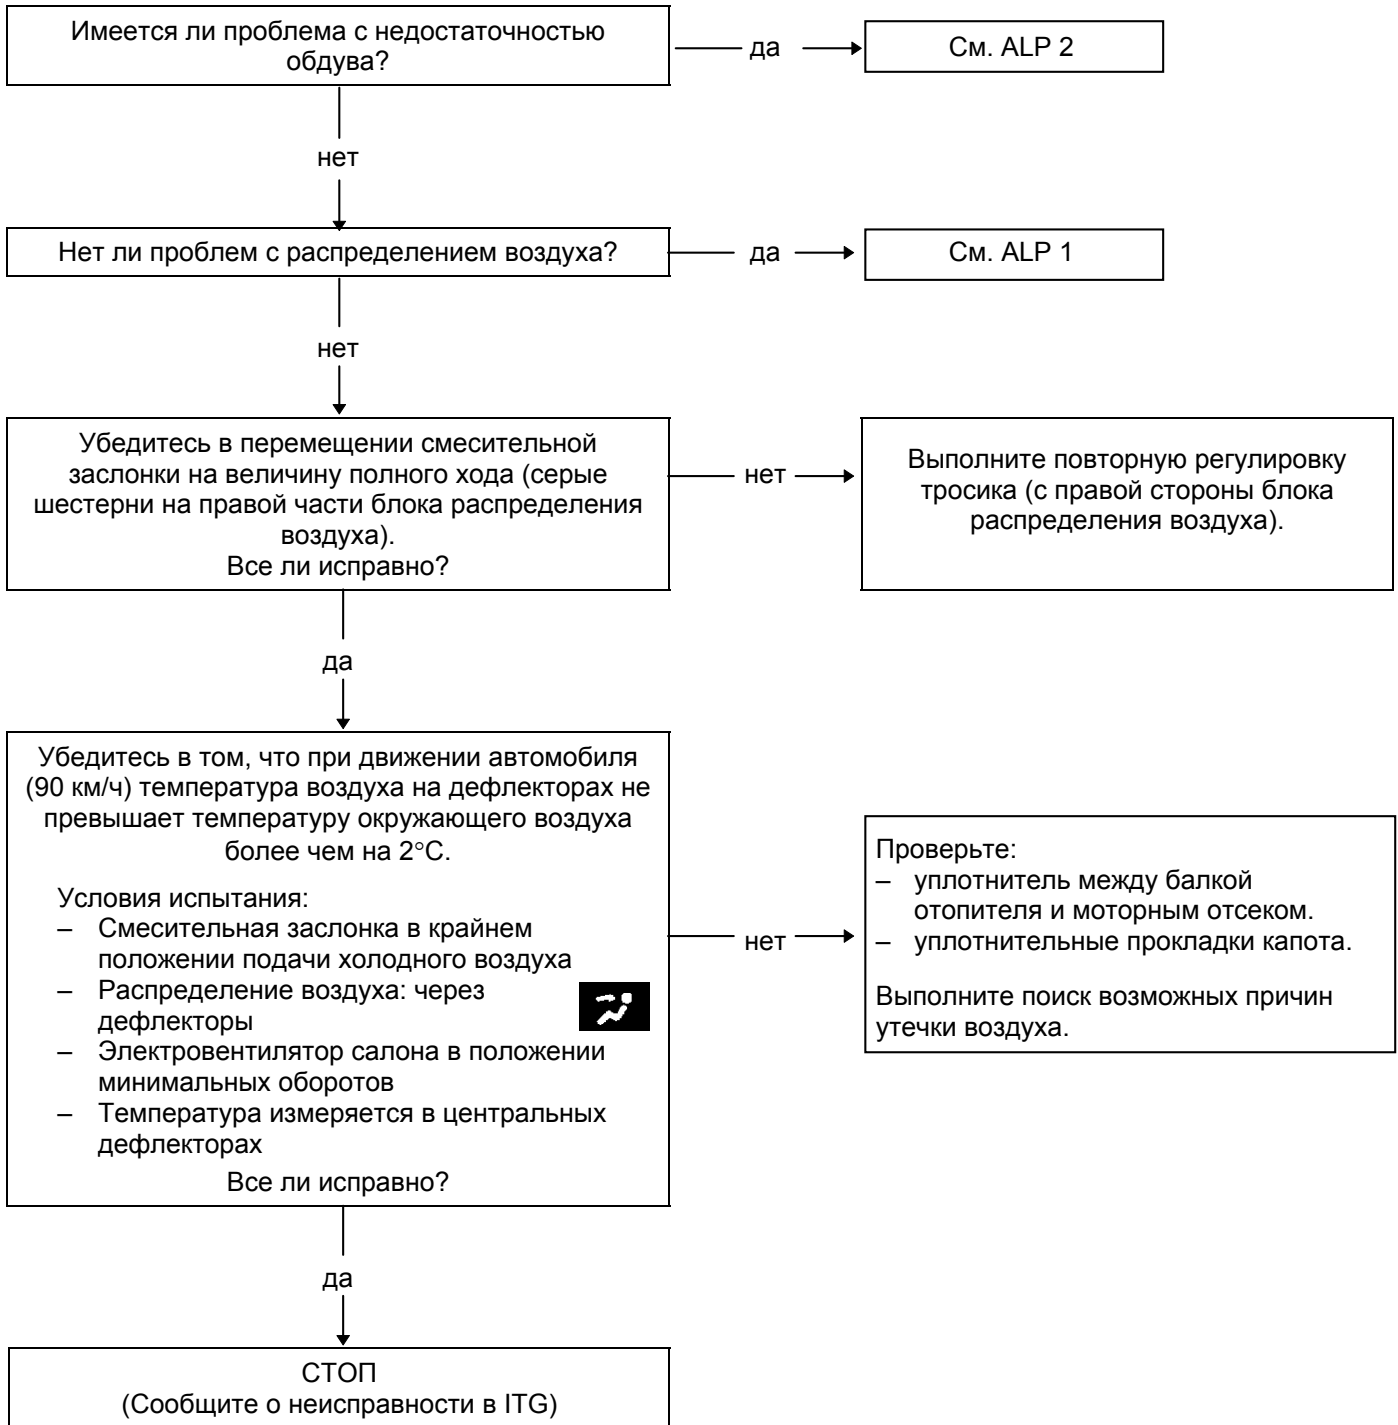 Имеется ли проблема с недостаточностью
обдува?
да
См. ALP 2
нет
Нет ли проблем с распределением воздуха?
да
См. ALP 1
нет
Убедитесь в перемещении смесительной
заслонки на величину полного хода (серые
шестерни на правой части блока распределения
воздуха).
Все ли исправно?
нет
Выполните повторную регулировку
тросика (с правой стороны блока
распределения воздуха).
да
Убедитесь в том, что при движении автомобиля
(90 км/ч) температура воздуха на дефлекторах не
превышает температуру окружающего воздуха
более чем на 2°C.
Условия испытания:
– Смесительная заслонка в крайнем
положении подачи холодного воздуха
– Распределение воздуха: через
дефлекторы
– Электровентилятор салона в положении
минимальных оборотов
– Температура измеряется в центральных
дефлекторах
Все ли исправно?
нет
Проверьте:
– уплотнитель между балкой
отопителя и моторным отсеком.
– уплотнительные прокладки капота.
Выполните поиск возможных причин
утечки воздуха.
да
СТОП
(Сообщите о неисправности в ITG)